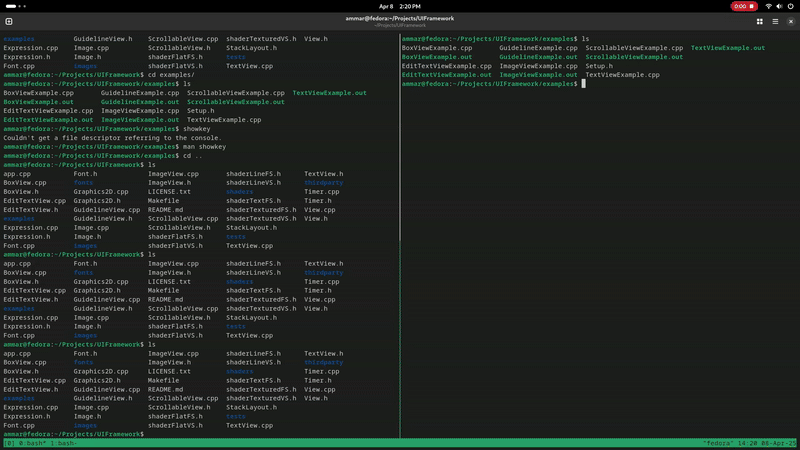 Apr 8 2:20 PM
0:00
ammar@fedora:~/Projects/UIFramework
~/Projects/UIFramework
examples GuidelineView.h ScrollableView.cpp shaderTexturedVS.h View.h
Expression.cpp Image.cpp ScrollableView.h StackLayout.h
Expression.h Image.h shaderFlatFS.h tests
Font.cpp images shaderFlatVS.h TextView.cpp
ammar@fedora:~/Projects/UIFramework$ cd examples/
ammar@fedora:~/Projects/UIFramework/examples$ ls
BoxViewExample.cpp GuidelineExample.cpp ScrollableViewExample.cpp TextViewExample.out
BoxViewExample.out GuidelineExample.out ScrollableViewExample.out
EditTextViewExample.cpp ImageViewExample.cpp Setup.h
EditTextViewExample.out ImageViewExample.out TextViewExample.cpp
ammar@fedora:~/Projects/UIFramework/examples$ showkey
Couldn't get a file descriptor referring to the console.
ammar@fedora:~/Projects/UIFramework/examples$ man showkey
ammar@fedora:~/Projects/UIFramework/examples$ cd ..
ammar@fedora:~/Projects/UIFramework$ ls
app.cpp Font.h ImageView.cpp shaderLineFS.h TextView.h
BoxView.cpp fonts ImageView.h shaderLineVS.h thirdparty
BoxView.h Graphics2D.cpp LICENSE.txt shaders Timer.cpp
EditTextView.cpp Graphics2D.h Makefile shaderTextFS.h Timer.h
EditTextView.h GuidelineView.cpp README.md shaderTexturedFS.h View.cpp
examples GuidelineView.h ScrollableView.cpp shaderTexturedVS.h View.h
Expression.cpp Image.cpp ScrollableView.h StackLayout.h
Expression.h Image.h shaderFlatFS.h tests
Font.cpp images shaderFlatVS.h TextView.cpp
ammar@fedora:~/Projects/UIFramework$ ls
app.cpp Font.h ImageView.cpp shaderLineFS.h TextView.h
BoxView.cpp fonts ImageView.h shaderLineVS.h thirdparty
BoxView.h Graphics2D.cpp LICENSE.txt shaders Timer.cpp
EditTextView.cpp Graphics2D.h Makefile shaderTextFS.h Timer.h
EditTextView.h GuidelineView.cpp README.md shaderTexturedFS.h View.cpp
examples GuidelineView.h ScrollableView.cpp shaderTexturedVS.h View.h
Expression.cpp Image.cpp ScrollableView.h StackLayout.h
Expression.h Image.h shaderFlatFS.h tests
Font.cpp images shaderFlatVS.h TextView.cpp
ammar@fedora:~/Projects/UIFramework$ ls
app.cpp Font.h ImageView.cpp shaderLineFS.h TextView.h
BoxView.cpp fonts ImageView.h shaderLineVS.h thirdparty
BoxView.h Graphics2D.cpp LICENSE.txt shaders Timer.cpp
EditTextView.cpp Graphics2D.h Makefile shaderTextFS.h Timer.h
EditTextView.h GuidelineView.cpp README.md shaderTexturedFS.h View.cpp
examples GuidelineView.h ScrollableView.cpp shaderTexturedVS.h View.h
Expression.cpp Image.cpp ScrollableView.h StackLayout.h
Expression.h Image.h shaderFlatFS.h tests
Font.cpp images shaderFlatVS.h TextView.cpp
ammar@fedora:~/Projects/UIFramework$
ammar@fedora:~/Projects/UIFramework/examples$ ls
BoxViewExample.cpp GuidelineExample.cpp ScrollableViewExample.cpp TextViewExample.out
BoxViewExample.out GuidelineExample.out ScrollableViewExample.out
EditTextViewExample.cpp ImageViewExample.cpp Setup.h
EditTextViewExample.out ImageViewExample.out TextViewExample.cpp
ammar@fedora:~/Projects/UIFramework/examples$
[0] 0:bash* 1:bash- "fedora" 14:20 08-Apr-25